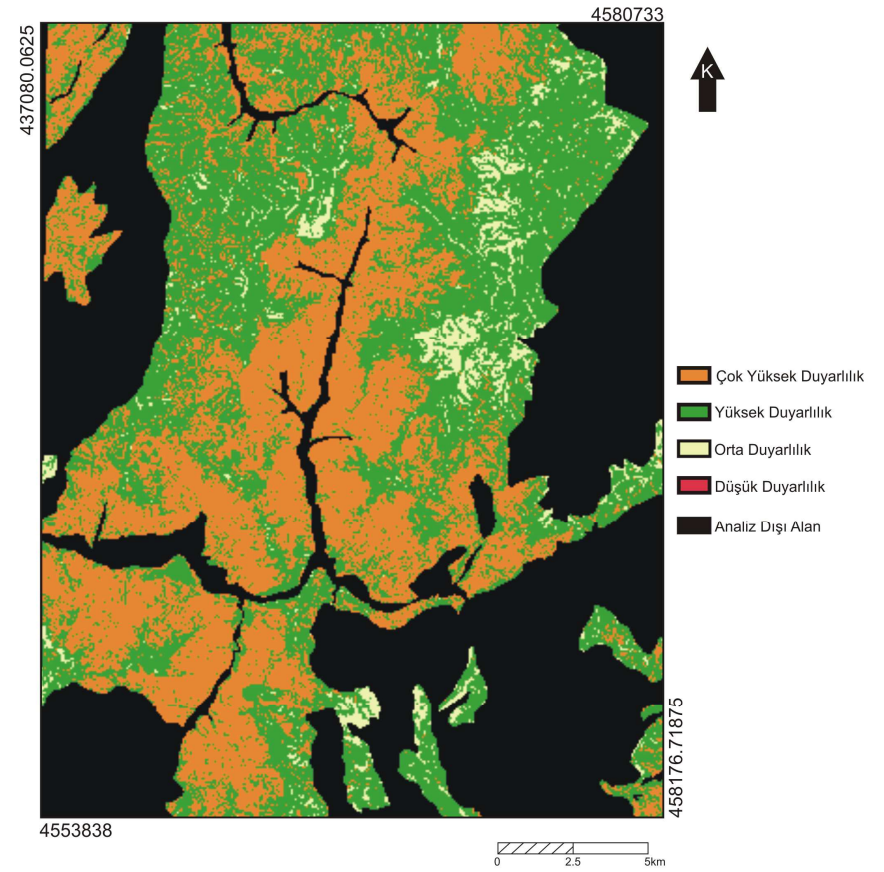 4580733
437080.0625
K
Çok Yüksek Duyarlılık
Yüksek Duyarlılık
Orta Duyarlılık
Düşük Duyarlılık
Analiz Dışı Alan
458176.71875
4553838
0 2.5 5km